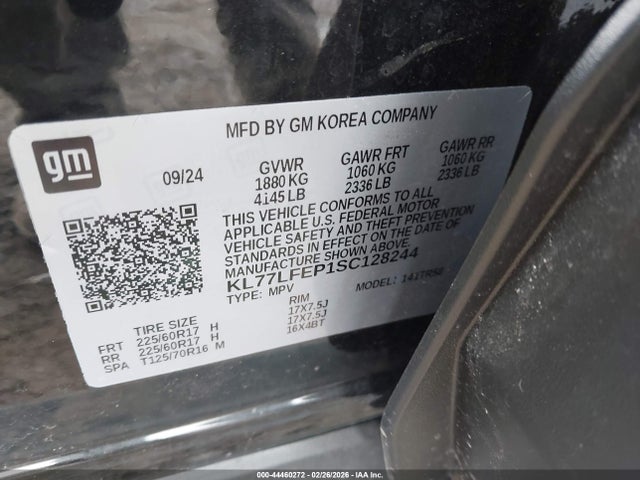 MFD BY GM KOREA COMPANY
gm
09/24
GVWR
1880 KG
4145 LB
GAWR FRT
1060 KG
2336 LB
GAWR RR
1060 KG
2336 LB
THIS VEHICLE CONFORMS TO ALL
APPLICABLE U.S. FEDERAL MOTOR
VEHICLE SAFETY AND THEFT PREVENTION
STANDARDS IN EFFECT ON THE DATE OF
MANUFACTURE SHOWN ABOVE.
KL77LFEP1SC128244
TYPE: MPV
MODEL: 141TR58
TIRE SIZE
RIM
FRT 225/60R17 H 17X7.5J
RR 225/60R17 H 17X7.5J
SPA T125/70R16 M 16X4BT
000-44460272 - 02/26/2026 - IAA Inc.